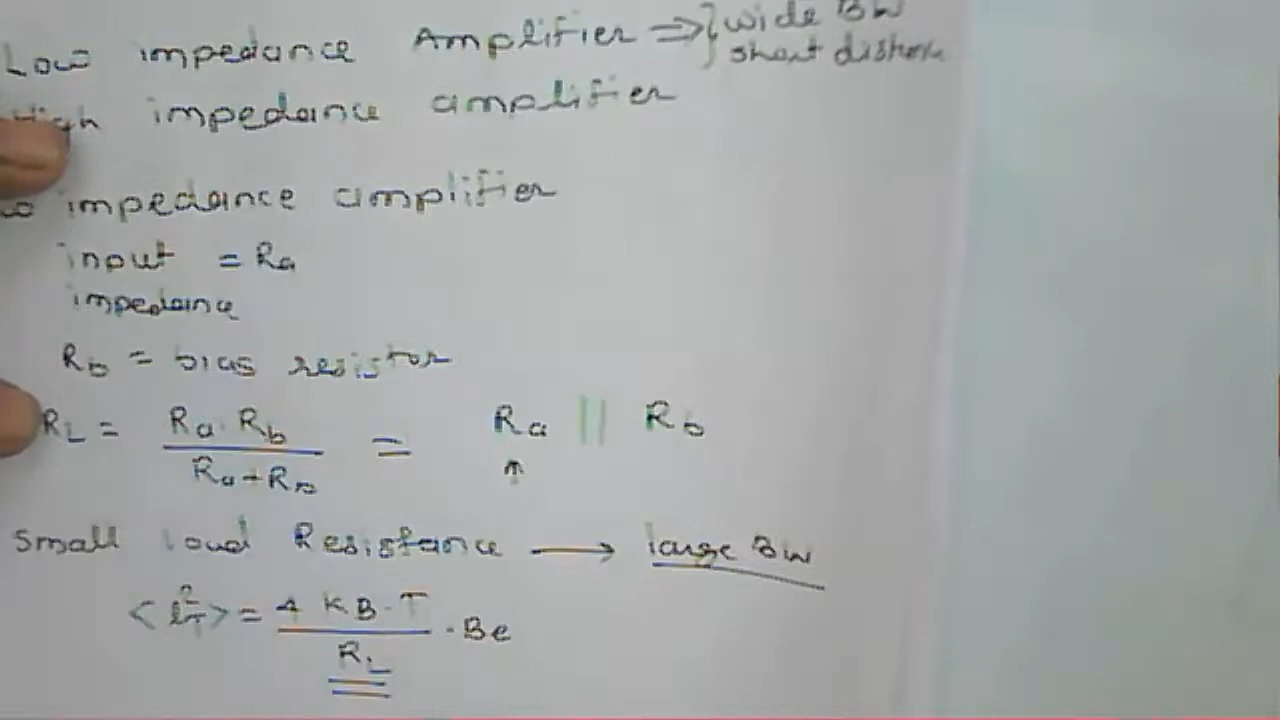 Low impedance Amplifier ⇒ { wide BW
short distance
High impedance amplifier
impedance amplifier
input = Ra
impedance
Rb = bias resistor
RL = Ra · Rb / Ra + Rb = Ra || Rb
↑
Small load Resistance → large BW
<i²T> = 4 KB · T / RL · Be